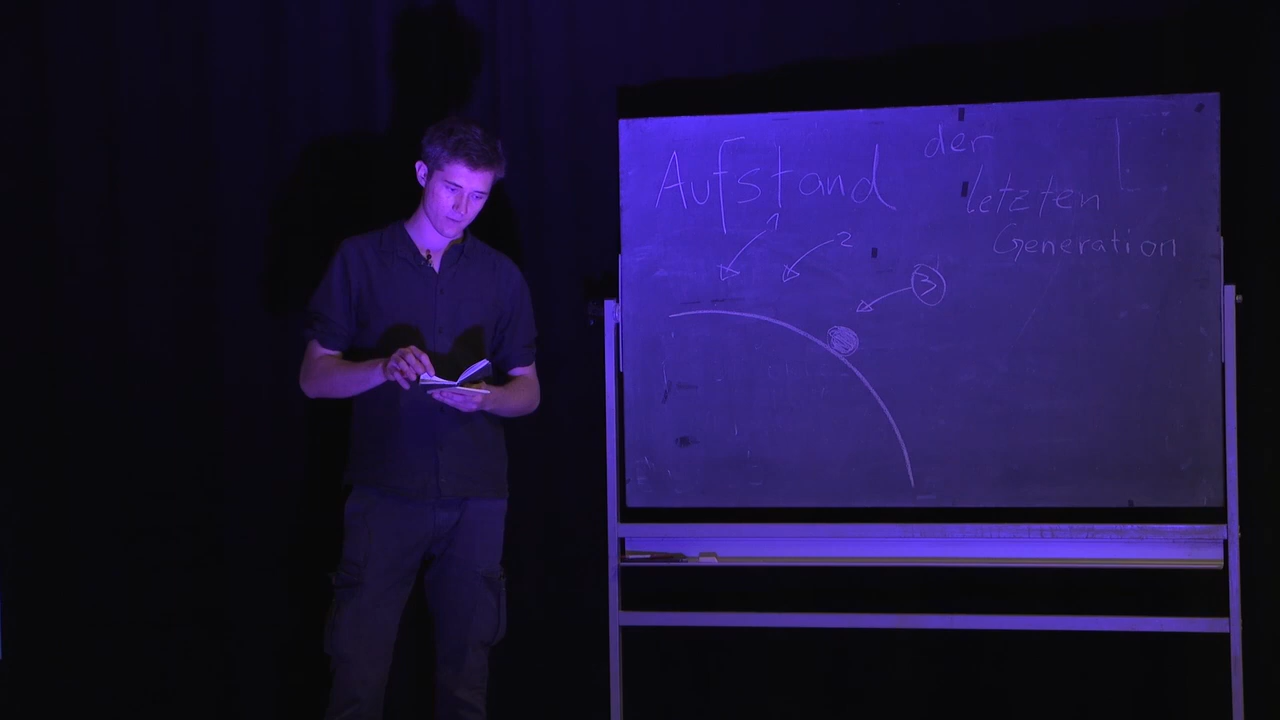 Aufstand der
letzten
Generation
1
2
3